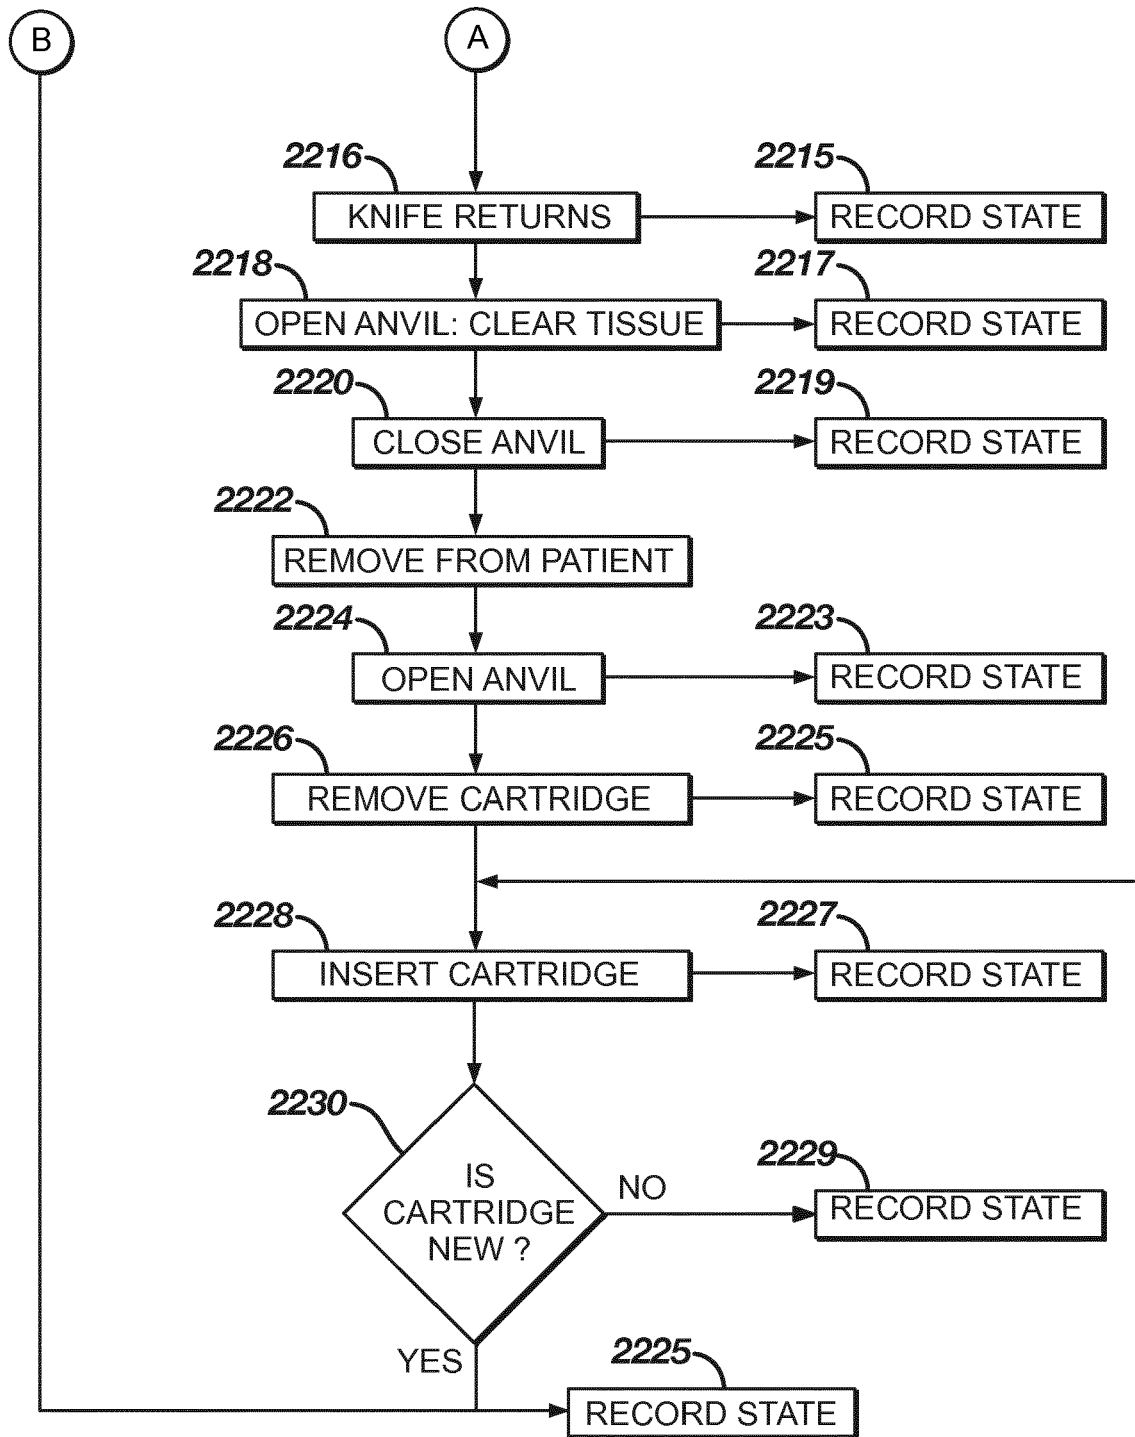 B
A
2216
2215
KNIFE RETURNS
RECORD STATE
2218
2217
OPEN ANVIL: CLEAR TISSUE
RECORD STATE
2220
2219
CLOSE ANVIL
RECORD STATE
2222
REMOVE FROM PATIENT
2224
2223
OPEN ANVIL
RECORD STATE
2226
2225
REMOVE CARTRIDGE
RECORD STATE
2228
2227
INSERT CARTRIDGE
RECORD STATE
2230
IS
CARTRIDGE
NEW ?
NO
2229
RECORD STATE
YES
2225
RECORD STATE